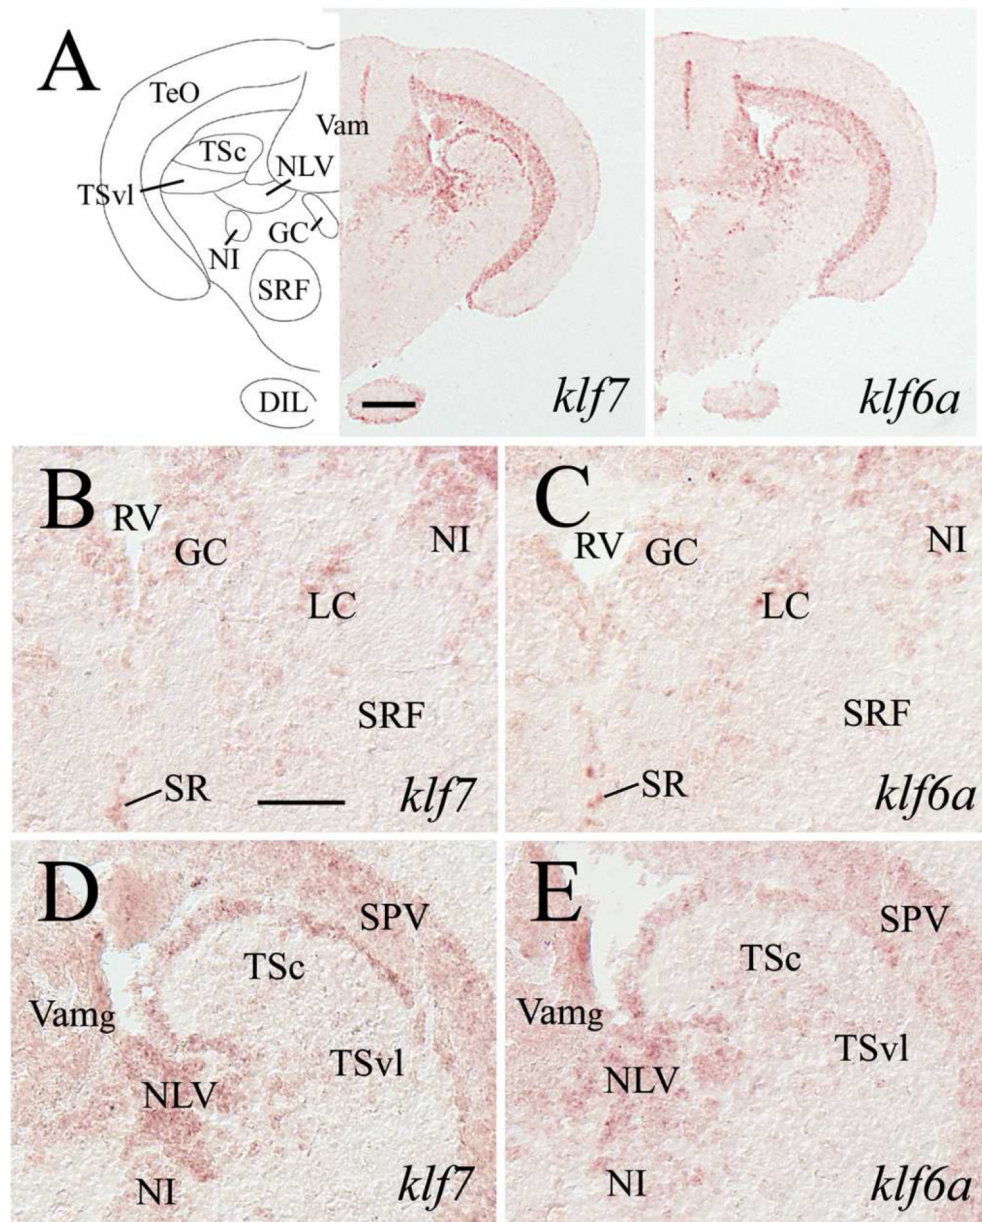 A
TeO
Vam
TSc
NLV
TSvl
GC
NI
SRF
DIL
klf7
klf6a
B
RV
GC
NI
LC
SRF
SR
klf7
C
RV
GC
NI
LC
SRF
SR
klf6a
D
SPV
TSc
Vamg
TSvl
NLV
NI
klf7
E
SPV
TSc
Vamg
TSvl
NLV
NI
klf6a